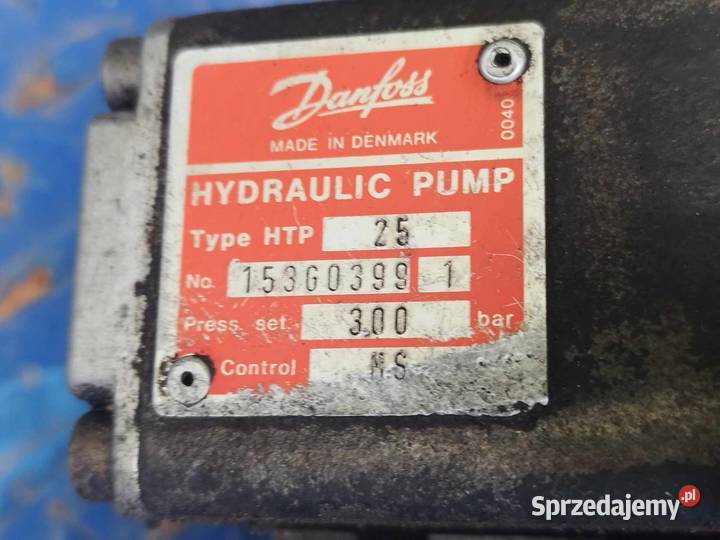 Danfoss
MADE IN DENMARK
0040
HYDRAULIC PUMP
Type HTP 25
No. 153G0399 1
Press. set. 300 bar
Control MS
Sprzedajemy.pl